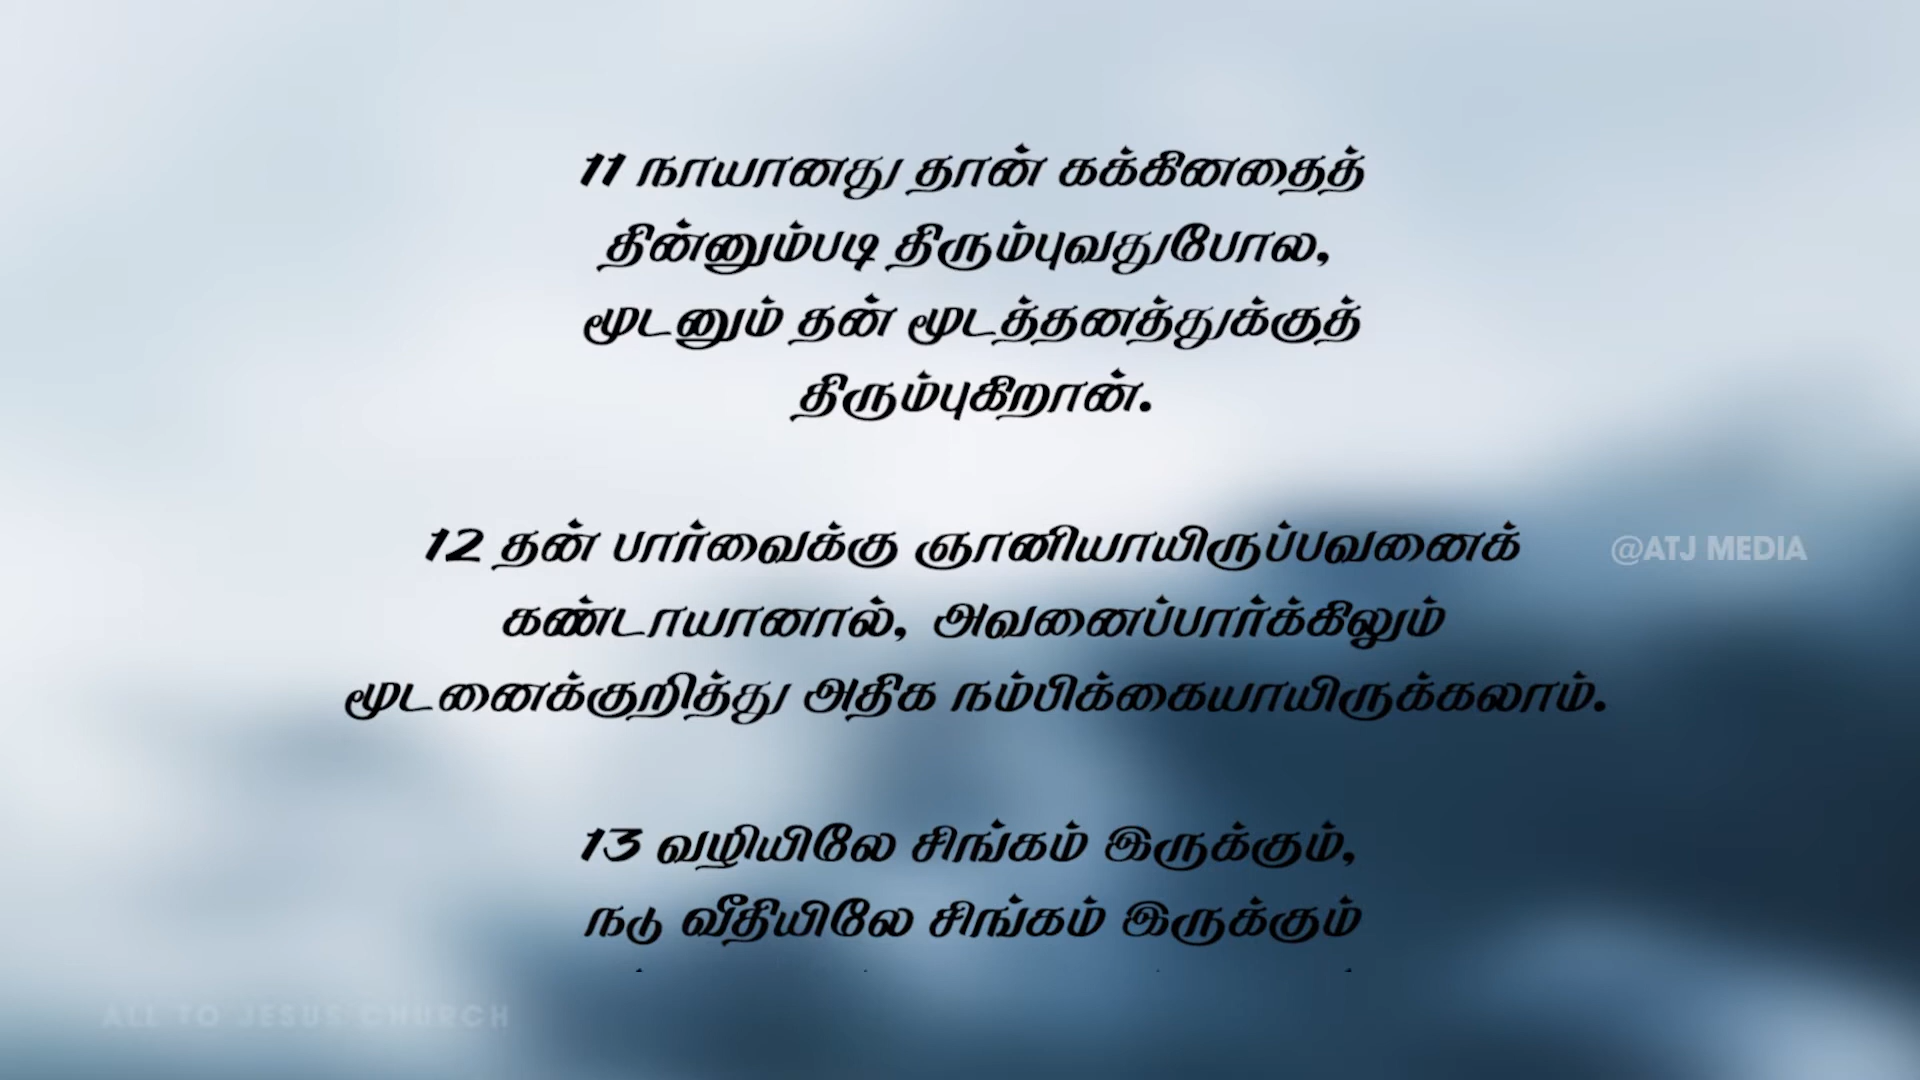 11 நாயானது தான் கக்கினதைத்
தின்னும்படி திரும்புவதுபோல,
மூடனும் தன் மூடத்தனத்துக்குத்
திரும்புகிறான்.
12 தன் பார்வைக்கு ஞானியாயிருப்பவனைக்
கண்டாயானால், அவனைப்பார்க்கிலும்
மூடனைக்குறித்து அதிக நம்பிக்கையாயிருக்கலாம்.
@ATJ MEDIA
13 வழியிலே சிங்கம் இருக்கும்,
நடு வீதியிலே சிங்கம் இருக்கும்
ALL TO JESUS CHURCH